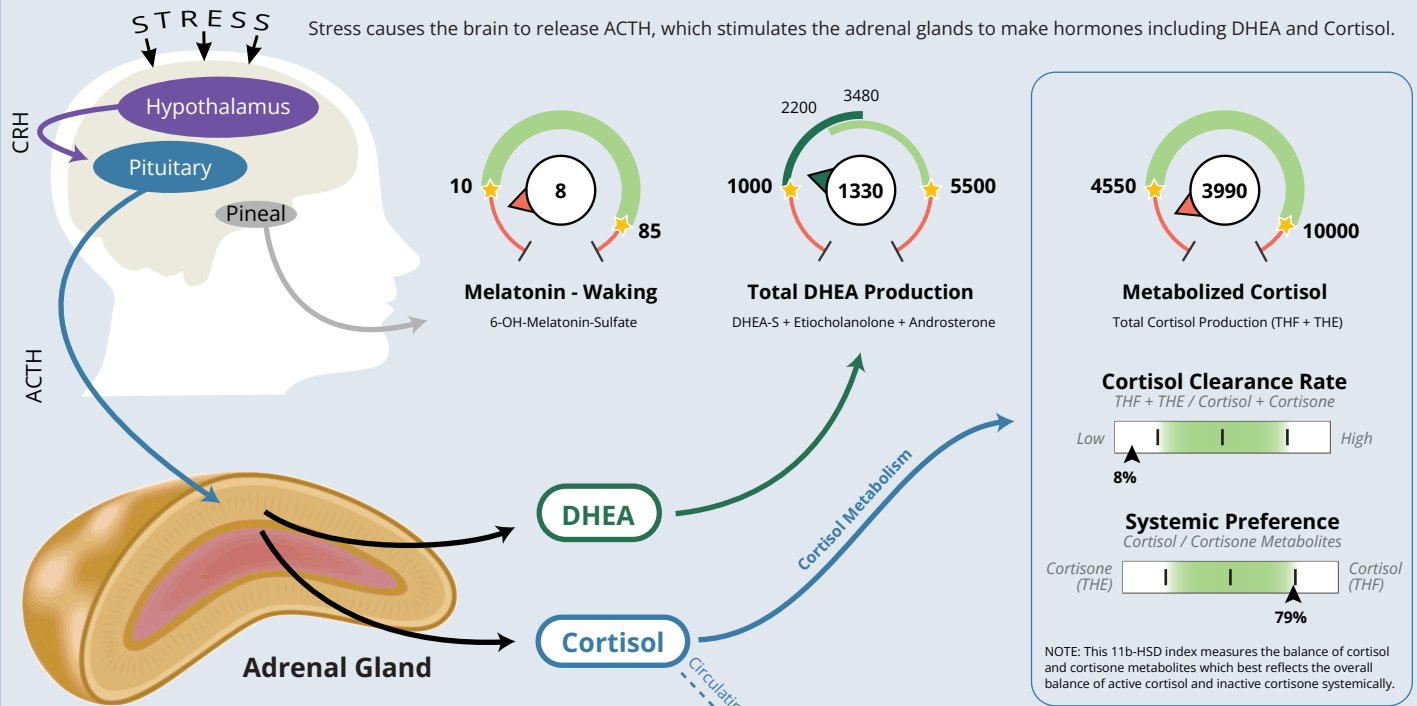 STRESS
Stress causes the brain to release ACTH, which stimulates the adrenal glands to make hormones including DHEA and Cortisol.
Hypothalamus
CRH
Pituitary
Pineal
ACTH
10
8
85
Melatonin - Waking
6-OH-Melatonin-Sulfate
2200
3480
1000
1330
5500
Total DHEA Production
DHEA-S + Etiocholanolone + Androsterone
4550
3990
10000
Metabolized Cortisol
Total Cortisol Production (THF + THE)
Cortisol Clearance Rate
THF + THE / Cortisol + Cortisone
Low
High
8%
Systemic Preference
Cortisol / Cortisone Metabolites
Cortisone
(THE)
Cortisol
(THF)
79%
NOTE: This 11b-HSD index measures the balance of cortisol
and cortisone metabolites which best reflects the overall
balance of active cortisol and inactive cortisone systemically.
DHEA
Cortisol Metabolism
Cortisol
Adrenal Gland